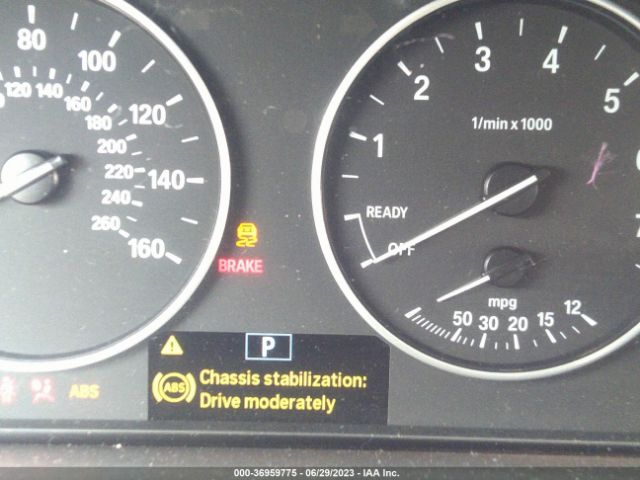 80
100
120
140
160
120
140
160
180
200
220
240
260
1
2
3
4
5
1/min x 1000
READY
OFF
mpg
50 30 20 15 12
BRAKE
P
ABS
Chassis stabilization:
Drive moderately
ABS
000-36959775 - 06/29/2023 - IAA Inc.